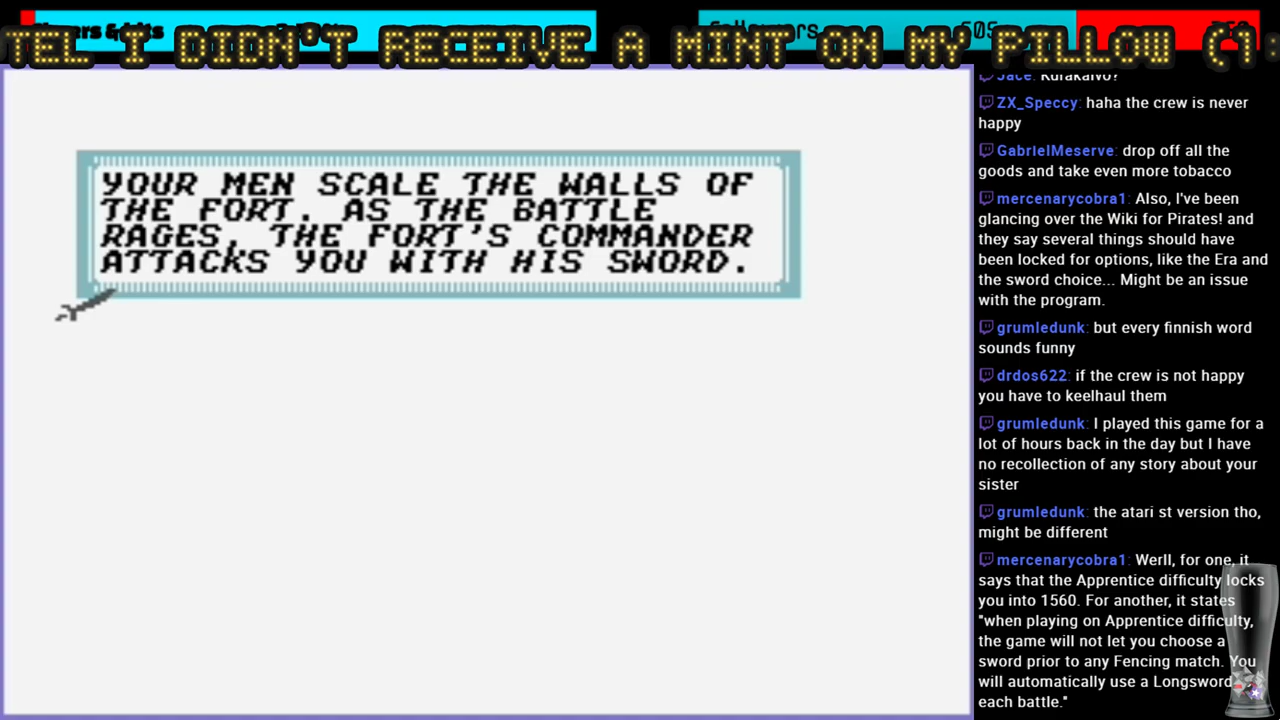 TEL I DIDN'T RECEIVE A MINT ON MY PILLOW (1:
YOUR MEN SCALE THE WALLS OF
THE FORT. AS THE BATTLE
RAGES, THE FORT'S COMMANDER
ATTACKS YOU WITH HIS SWORD.
Jace: Kurakaivo?
ZX_Speccy: haha the crew is never
happy
GabrielMeserve: drop off all the
goods and take even more tobacco
mercenarycobra1: Also, I've been
glancing over the Wiki for Pirates! and
they say several things should have
been locked for options, like the Era and
the sword choice... Might be an issue
with the program.
grumledunk: but every finnish word
sounds funny
drdos622: if the crew is not happy
you have to keelhaul them
grumledunk: I played this game for a
lot of hours back in the day but I have
no recollection of any story about your
sister
grumledunk: the atari st version tho,
might be different
mercenarycobra1: Werll, for one, it
says that the Apprentice difficulty locks
you into 1560. For another, it states
"when playing on Apprentice difficulty,
the game will not let you choose a
sword prior to any Fencing match. You
will automatically use a Longsword
each battle."